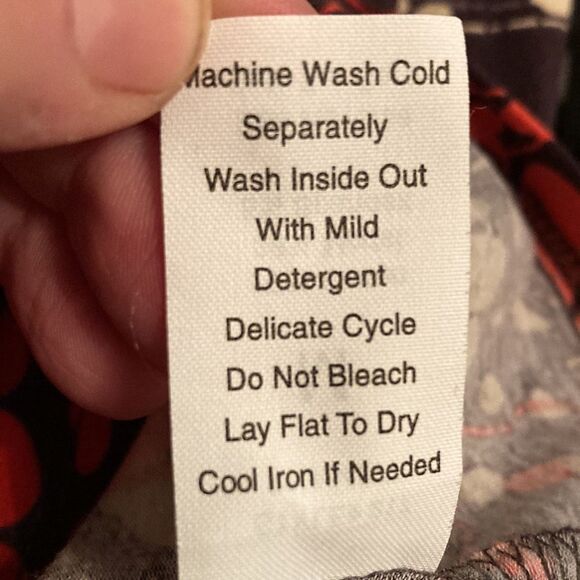 Machine Wash Cold
Separately
Wash Inside Out
With Mild
Detergent
Delicate Cycle
Do Not Bleach
Lay Flat To Dry
Cool Iron If Needed